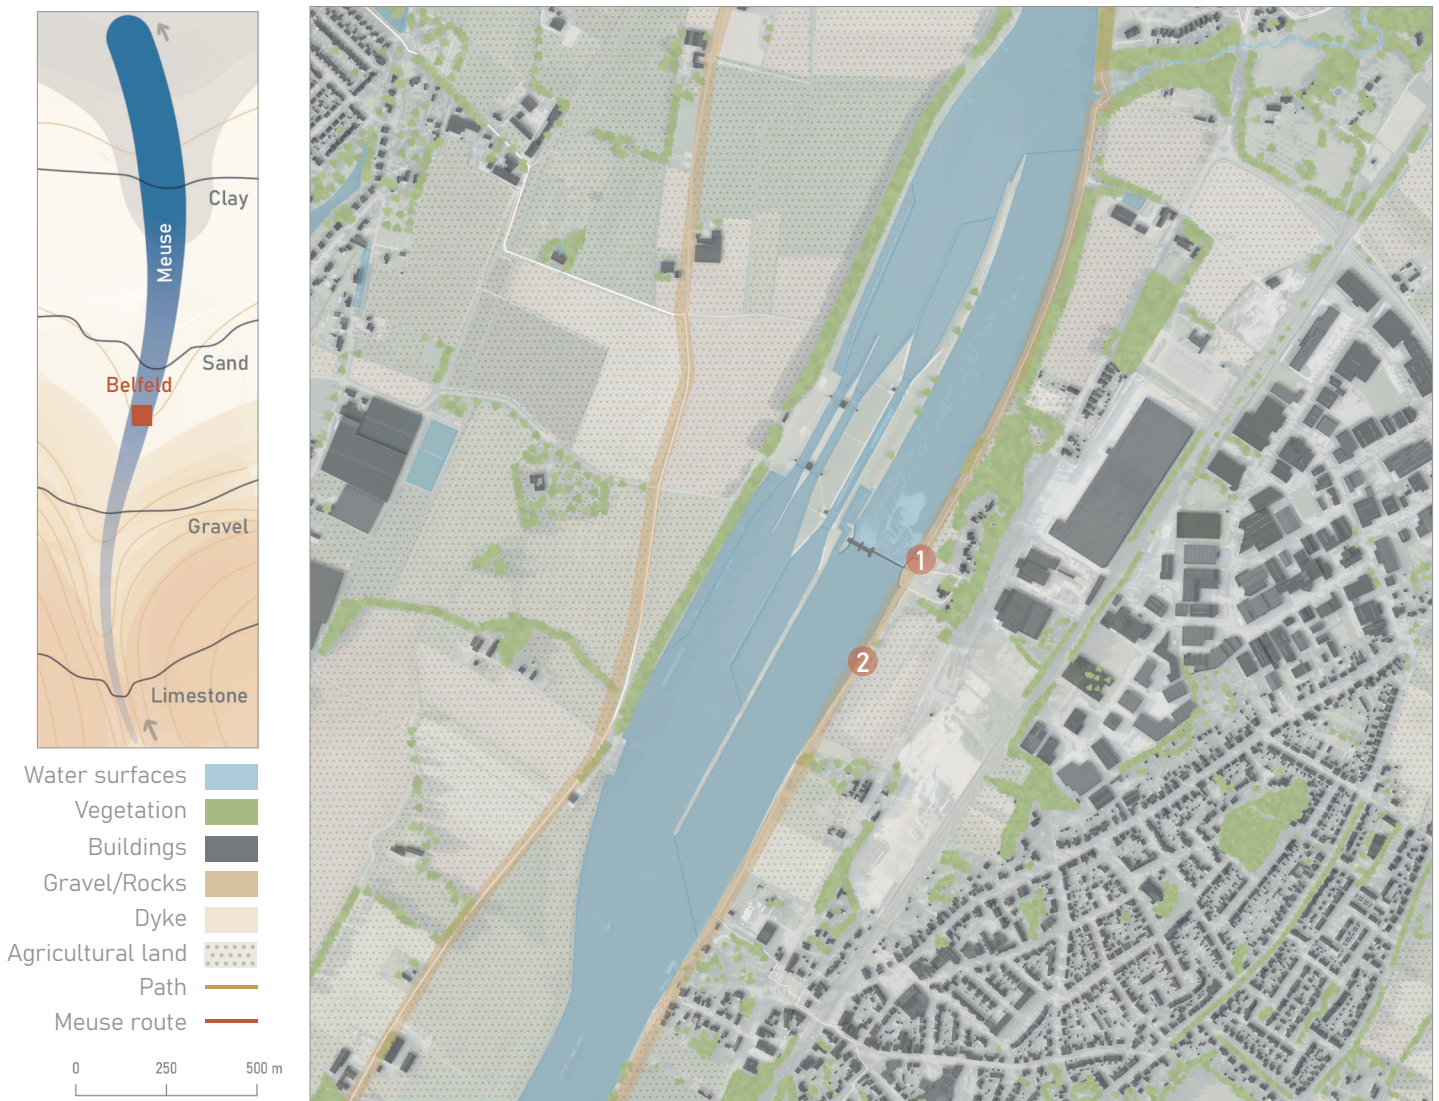 Clay
Meuse
Sand
Belfeld
Gravel
Limestone
Water surfaces
Vegetation
Buildings
Gravel/Rocks
Dyke
Agricultural land
Path
Meuse route
0 250 500 m
1
2